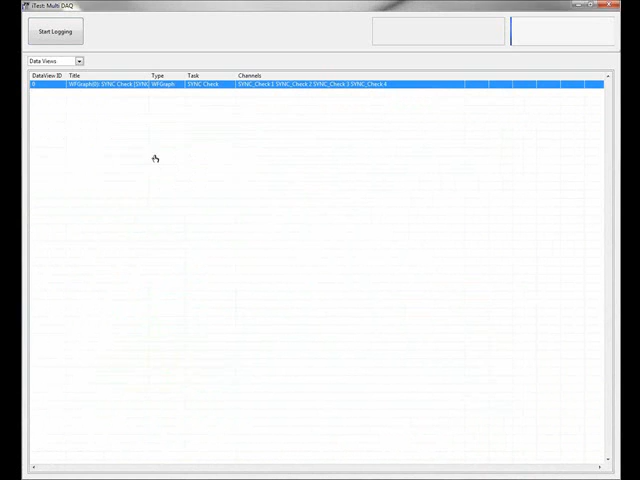 iTest: Multi DAQ
Start Logging
Data Views
DataView ID Title Type Task Channels
0 WFGraph(0): SYNC Check [SYNC WFGraph SYNC Check SYNC_Check 1 SYNC_Check 2 SYNC_Check 3 SYNC_Check 4